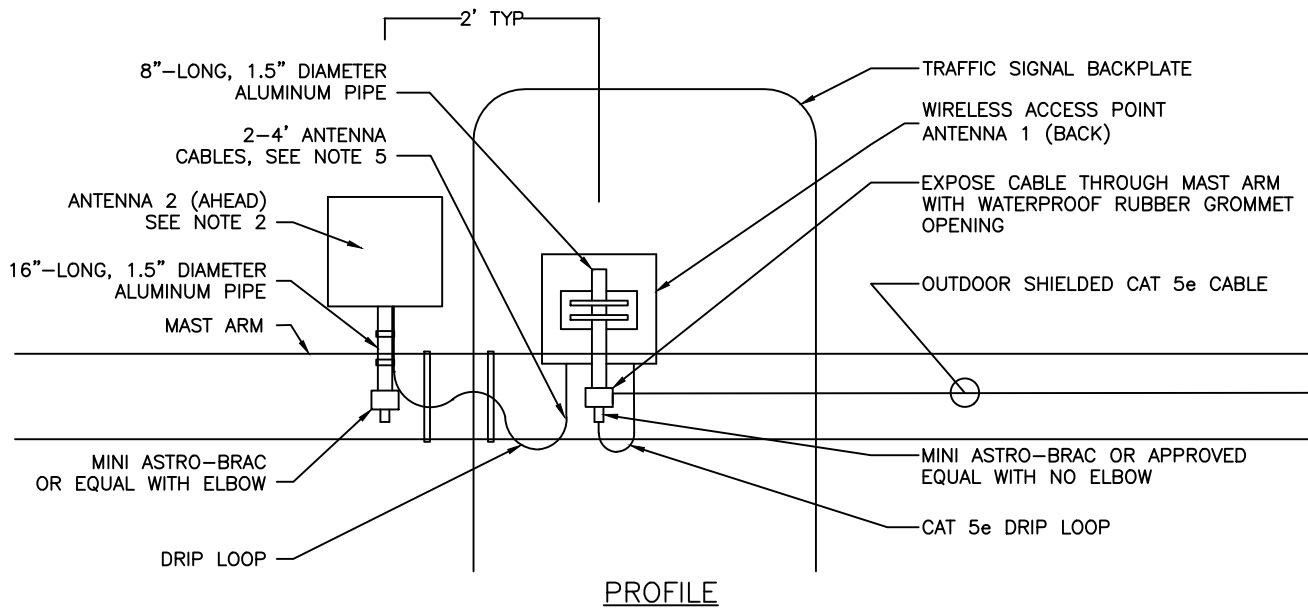 2' TYP
8"-LONG, 1.5" DIAMETER
ALUMINUM PIPE
2-4' ANTENNA
CABLES, SEE NOTE 5
ANTENNA 2 (AHEAD)
SEE NOTE 2
16"-LONG, 1.5" DIAMETER
ALUMINUM PIPE
MAST ARM
MINI ASTRO-BRAC
OR EQUAL WITH ELBOW
DRIP LOOP
TRAFFIC SIGNAL BACKPLATE
WIRELESS ACCESS POINT
ANTENNA 1 (BACK)
EXPOSE CABLE THROUGH MAST ARM
WITH WATERPROOF RUBBER GROMMET
OPENING
OUTDOOR SHIELDED CAT 5e CABLE
MINI ASTRO-BRAC OR APPROVED
EQUAL WITH NO ELBOW
CAT 5e DRIP LOOP
PROFILE